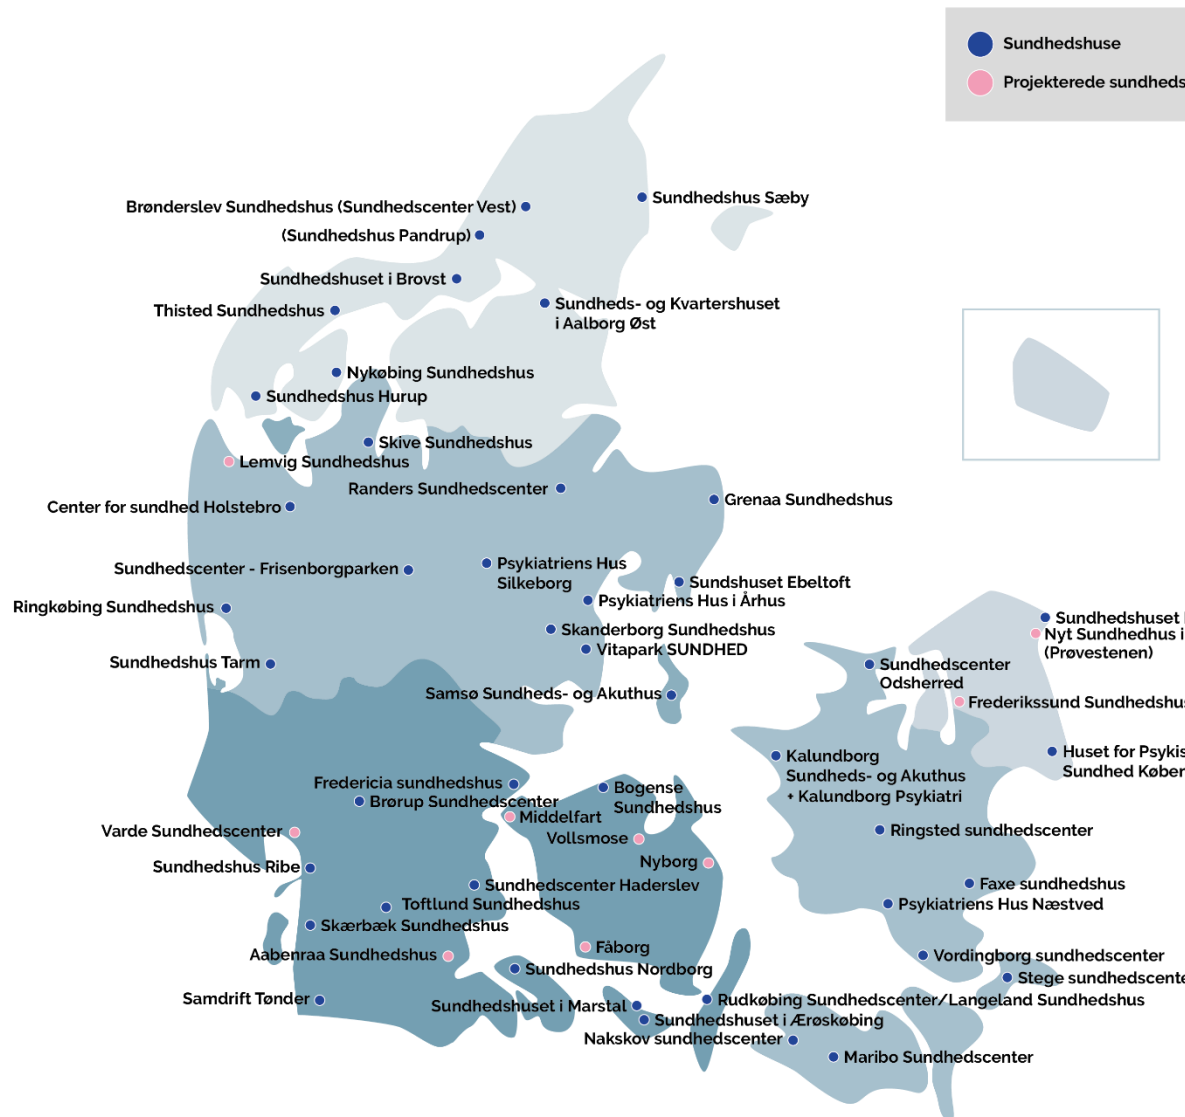 Sundhedshuse
Projekterede
Brønderslev Sundhedshus (Sundhedscenter Vest)
Sundhedshus Sæby
(Sundhedshus Pandrup)
Sundhedshuset i Brovst
Thisted Sundhedshus
Sundheds- og Kvartershuset
i Aalborg Øst
Nykøbing Sundhedshus
Sundhedshus Hurup
Skive Sundhedshus
Lemvig Sundhedshus
Randers Sundhedscenter
Grenaa Sundhedshus
Center for sundhed Holstebro
Sundhedscenter - Frisenborgparken
Psykiatriens Hus
Silkeborg
Sundshuset Ebeltoft
Psykiatriens Hus i Århus
Ringkøbing Sundhedshus
Skanderborg Sundhedshus
Vitapark SUNDHED
Sundhedshus Tarm
Samsø Sundheds- og Akuthus
Sundhedshuset
Nyt Sundhedhus i
(Prøvestenen)
Sundhedscenter
Odsherred
Frederikssund Sundhedshus
Kalundborg
Sundheds- og Akuthus
+ Kalundborg Psykiatri
Huset for
Sundhed
Fredericia sundhedshus
Brørup Sundhedscenter
Bogense
Sundhedshus
Middelfart
Varde Sundhedscenter
Vollsmose
Ringsted sundhedscenter
Nyborg
Sundhedshus Ribe
Sundhedscenter Haderslev
Faxe sundhedshus
Toftlund Sundhedshus
Psykiatriens Hus Næstved
Skærbæk Sundhedshus
Fåborg
Aabenraa Sundhedshus
Vordingborg sundhedscenter
Sundhedshus Nordborg
Stege
Samdrift Tønder
Sundhedshuset i Marstal
Rudkøbing Sundhedscenter/Langeland Sundhedshus
Sundhedshuset i Ærøskøbing
Nakskov sundhedscenter
Maribo Sundhedscenter